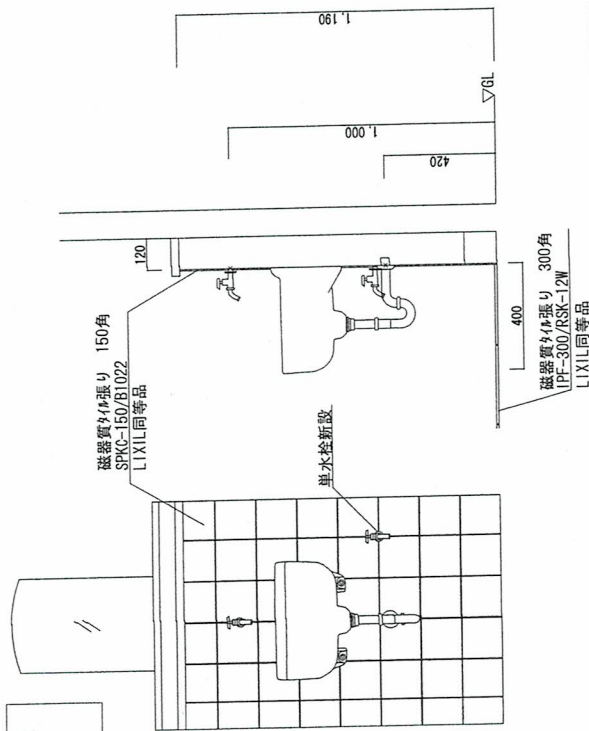 磁器質ﾀｲﾙ張り　150角
SPKC-150/B1022
LIXIL同等品
単水栓新設
120
400
磁器質ﾀｲﾙ張り　300角
IPF-300/RSK-12W
LIXIL同等品
420
1,000
1,190
▽GL